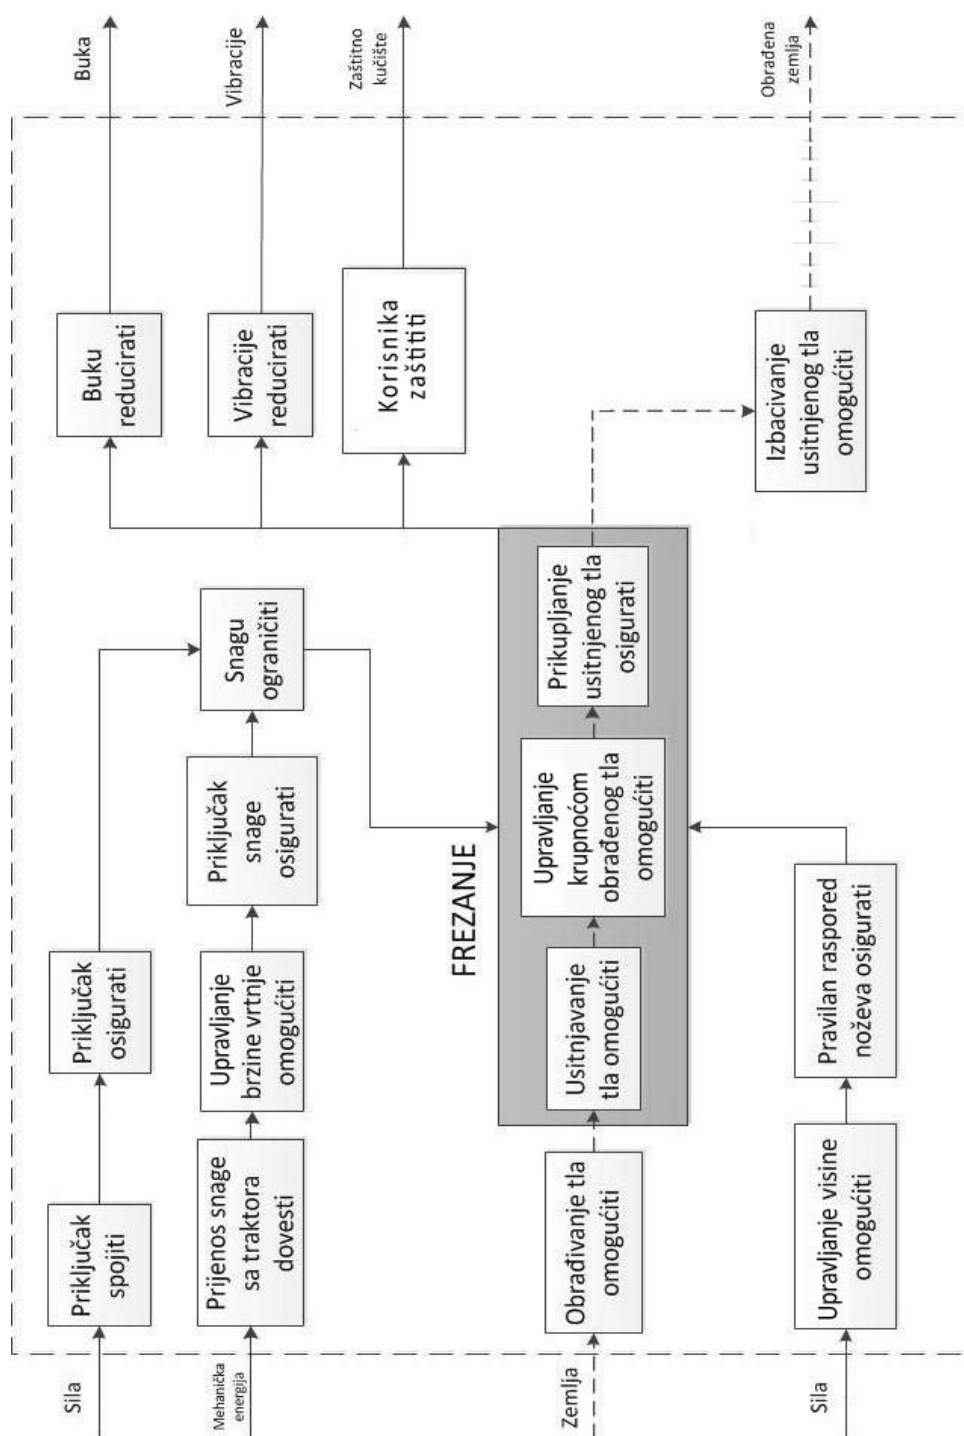 Sila
Priključak
spojiti
Priključak
osigurati
Buku
reducirati
Buka
Mehanička
energija
Prijenos snage
sa traktora
dovesti
Upravljanje
brzine vrtnje
omogućiti
Priključak
snage
osigurati
Snagu
ograničiti
Vibracije
reducirati
Vibracije
Korisnika
zaštititi
Zaštitno
kučište
FREZANJE
Zemlja
Obrađivanje tla
omogućiti
Usitnjavanje
tla omogućiti
Upravljanje
krupnoćom
obrađenog tla
omogućiti
Prikupljanje
usitnjenog tla
osigurati
Izbacivanje
usitnjenog tla
omogućiti
Obrađena
zemlja
Sila
Upravljanje visine
omogućiti
Pravilan raspored
noževa osigurati